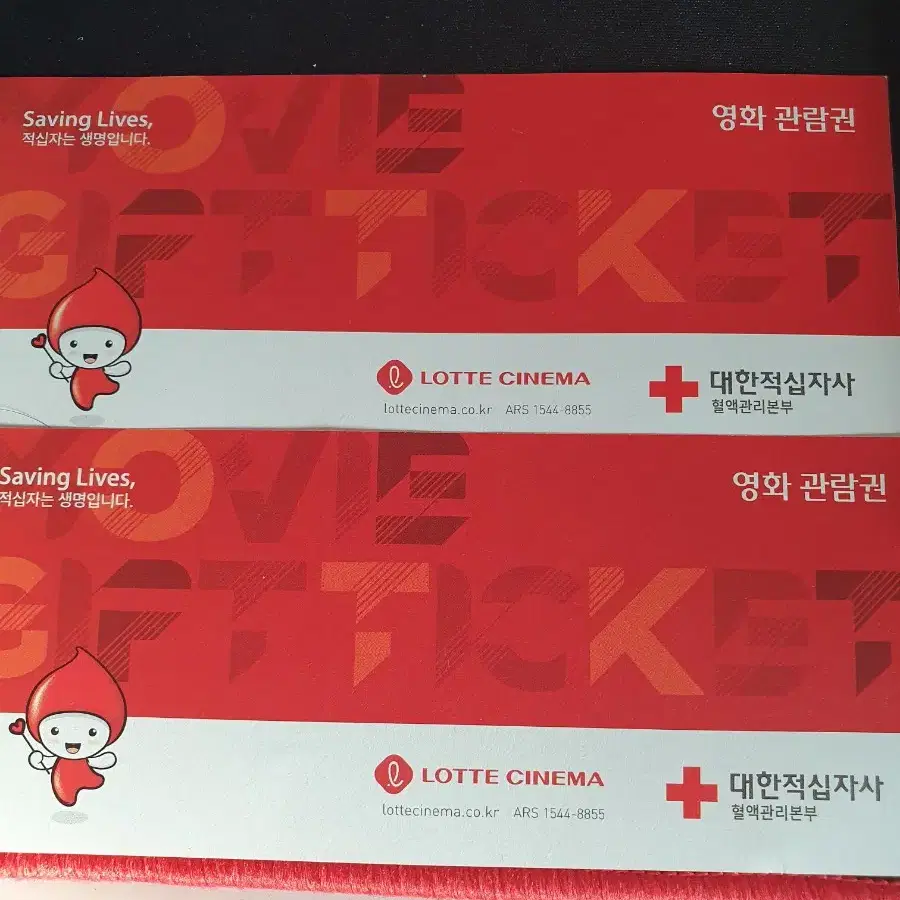 Saving Lives,
적십자는 생명입니다.
영화 관람권
MOVIE
GIFT TICKET
LOTTE CINEMA
lottecinema.co.kr ARS 1544-8855
대한적십자사
혈액관리본부
Saving Lives,
적십자는 생명입니다.
영화 관람권
MOVIE
GIFT TICKET
LOTTE CINEMA
lottecinema.co.kr ARS 1544-8855
대한적십자사
혈액관리본부